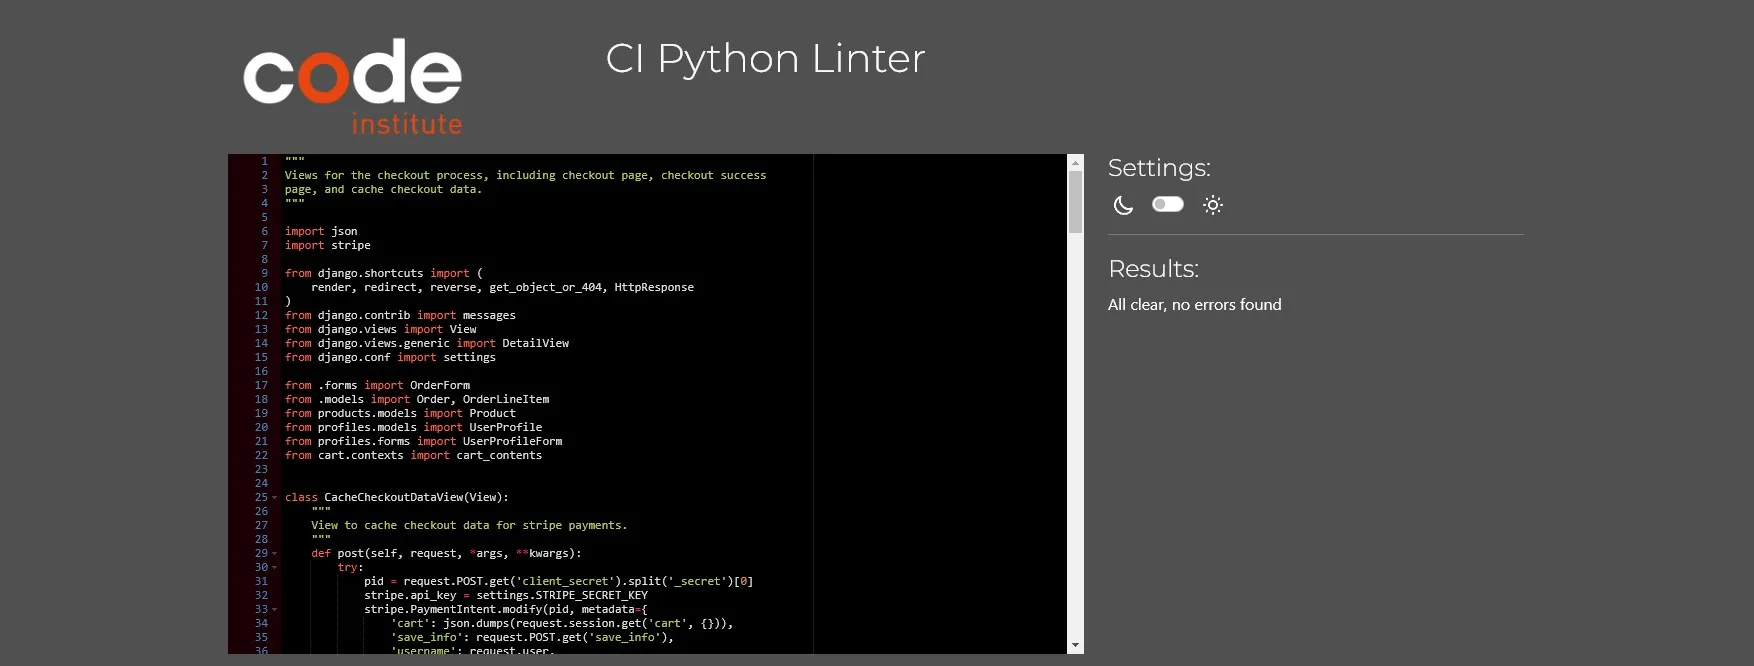 code
institute
CI Python Linter
1 """
2 Views for the checkout process, including checkout page, checkout success
3 page, and cache checkout data.
4 """
5
6 import json
7 import stripe
8
9 from django.shortcuts import (
10 render, redirect, reverse, get_object_or_404, HttpResponse
11 )
12 from django.contrib import messages
13 from django.views import View
14 from django.views.generic import DetailView
15 from django.conf import settings
16
17 from .forms import OrderForm
18 from .models import Order, OrderLineItem
19 from products.models import Product
20 from profiles.models import UserProfile
21 from profiles.forms import UserProfileForm
22 from cart.contexts import cart_contents
23
24
25 class CacheCheckoutDataView(View):
26 """
27 View to cache checkout data for stripe payments.
28 """
29 def post(self, request, *args, **kwargs):
30 try:
31 pid = request.POST.get('client_secret').split('_secret')[0]
32 stripe.api_key = settings.STRIPE_SECRET_KEY
33 stripe.PaymentIntent.modify(pid, metadata={
34 'cart': json.dumps(request.session.get('cart', {})),
35 'save_info': request.POST.get('save_info'),
36 'username': request.user,
Settings:
Results:
All clear, no errors found